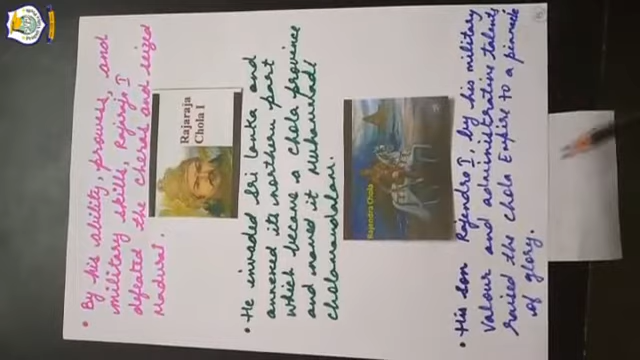 • By his ability, prowess, and
military skills, Rajaraja I
defeated the cheras and seized
Madurai.
Rajaraja
Chola I
• He invaded Sri Lanka and
annexed its northern part
which became a chola province
and named it Mummudi
cholamandalam.
Rajendra Chola
• His son Rajendra I, by his military
valour and administrative talents
raised the chola Empire to a pinnacle
of glory.